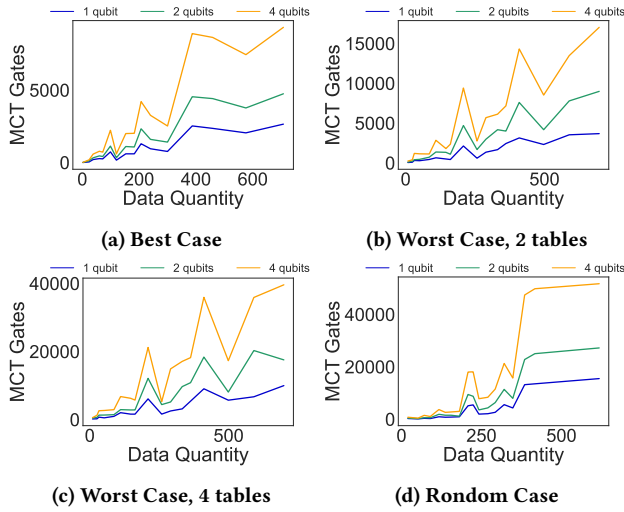 1 qubit 2 qubits 4 qubits
MCT Gates
5000
0
0 200 400 600
Data Quantity
(a) Best Case
1 qubit 2 qubits 4 qubits
MCT Gates
15000
10000
5000
0
500
Data Quantity
(b) Worst Case, 2 tables
1 qubit 2 qubits 4 qubits
MCT Gates
40000
20000
0
0 500
Data Quantity
(c) Worst Case, 4 tables
1 qubit 2 qubits 4 qubits
MCT Gates
40000
20000
0
250 500
Data Quantity
(d) Rondom Case